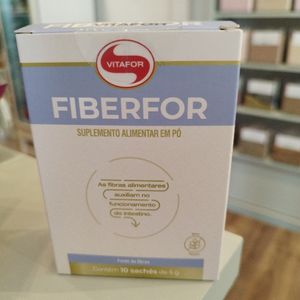 VITAFOR
FIBERFOR
SUPLEMENTO ALIMENTAR EM PÓ
As fibras alimentares
auxiliam no
funcionamento
do intestino.
Fonte de fibras
Contém 10 sachês de 5 g